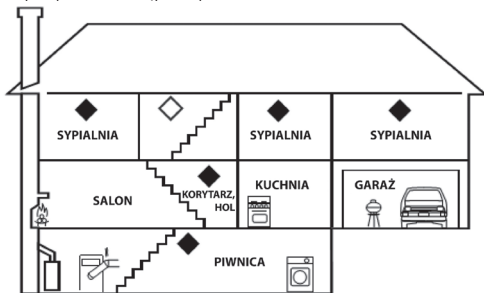 SYPIALNIA
SYPIALNIA
SYPIALNIA
SALON
KORYTARZ,
HOL
KUCHNIA
GARAŻ
PIWNICA